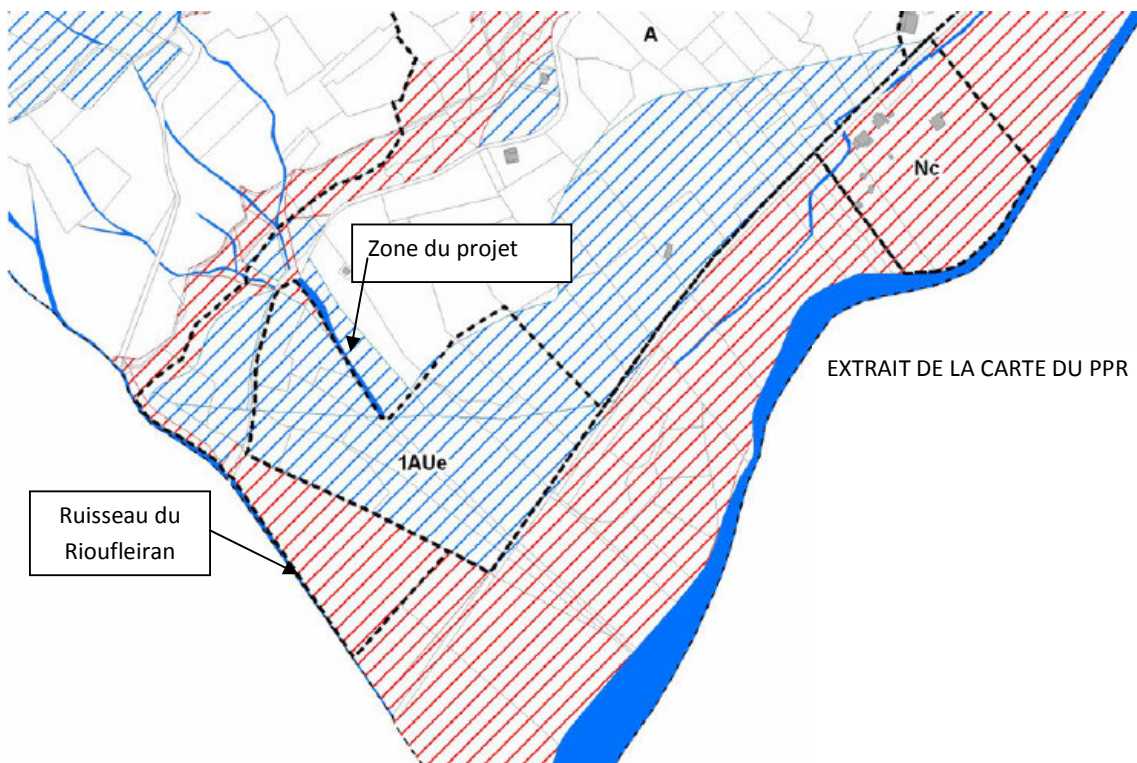 A
Nc
Zone du projet
EXTRAIT DE LA CARTE DU PPR
1AUe
Ruisseau du
Rioufleiran